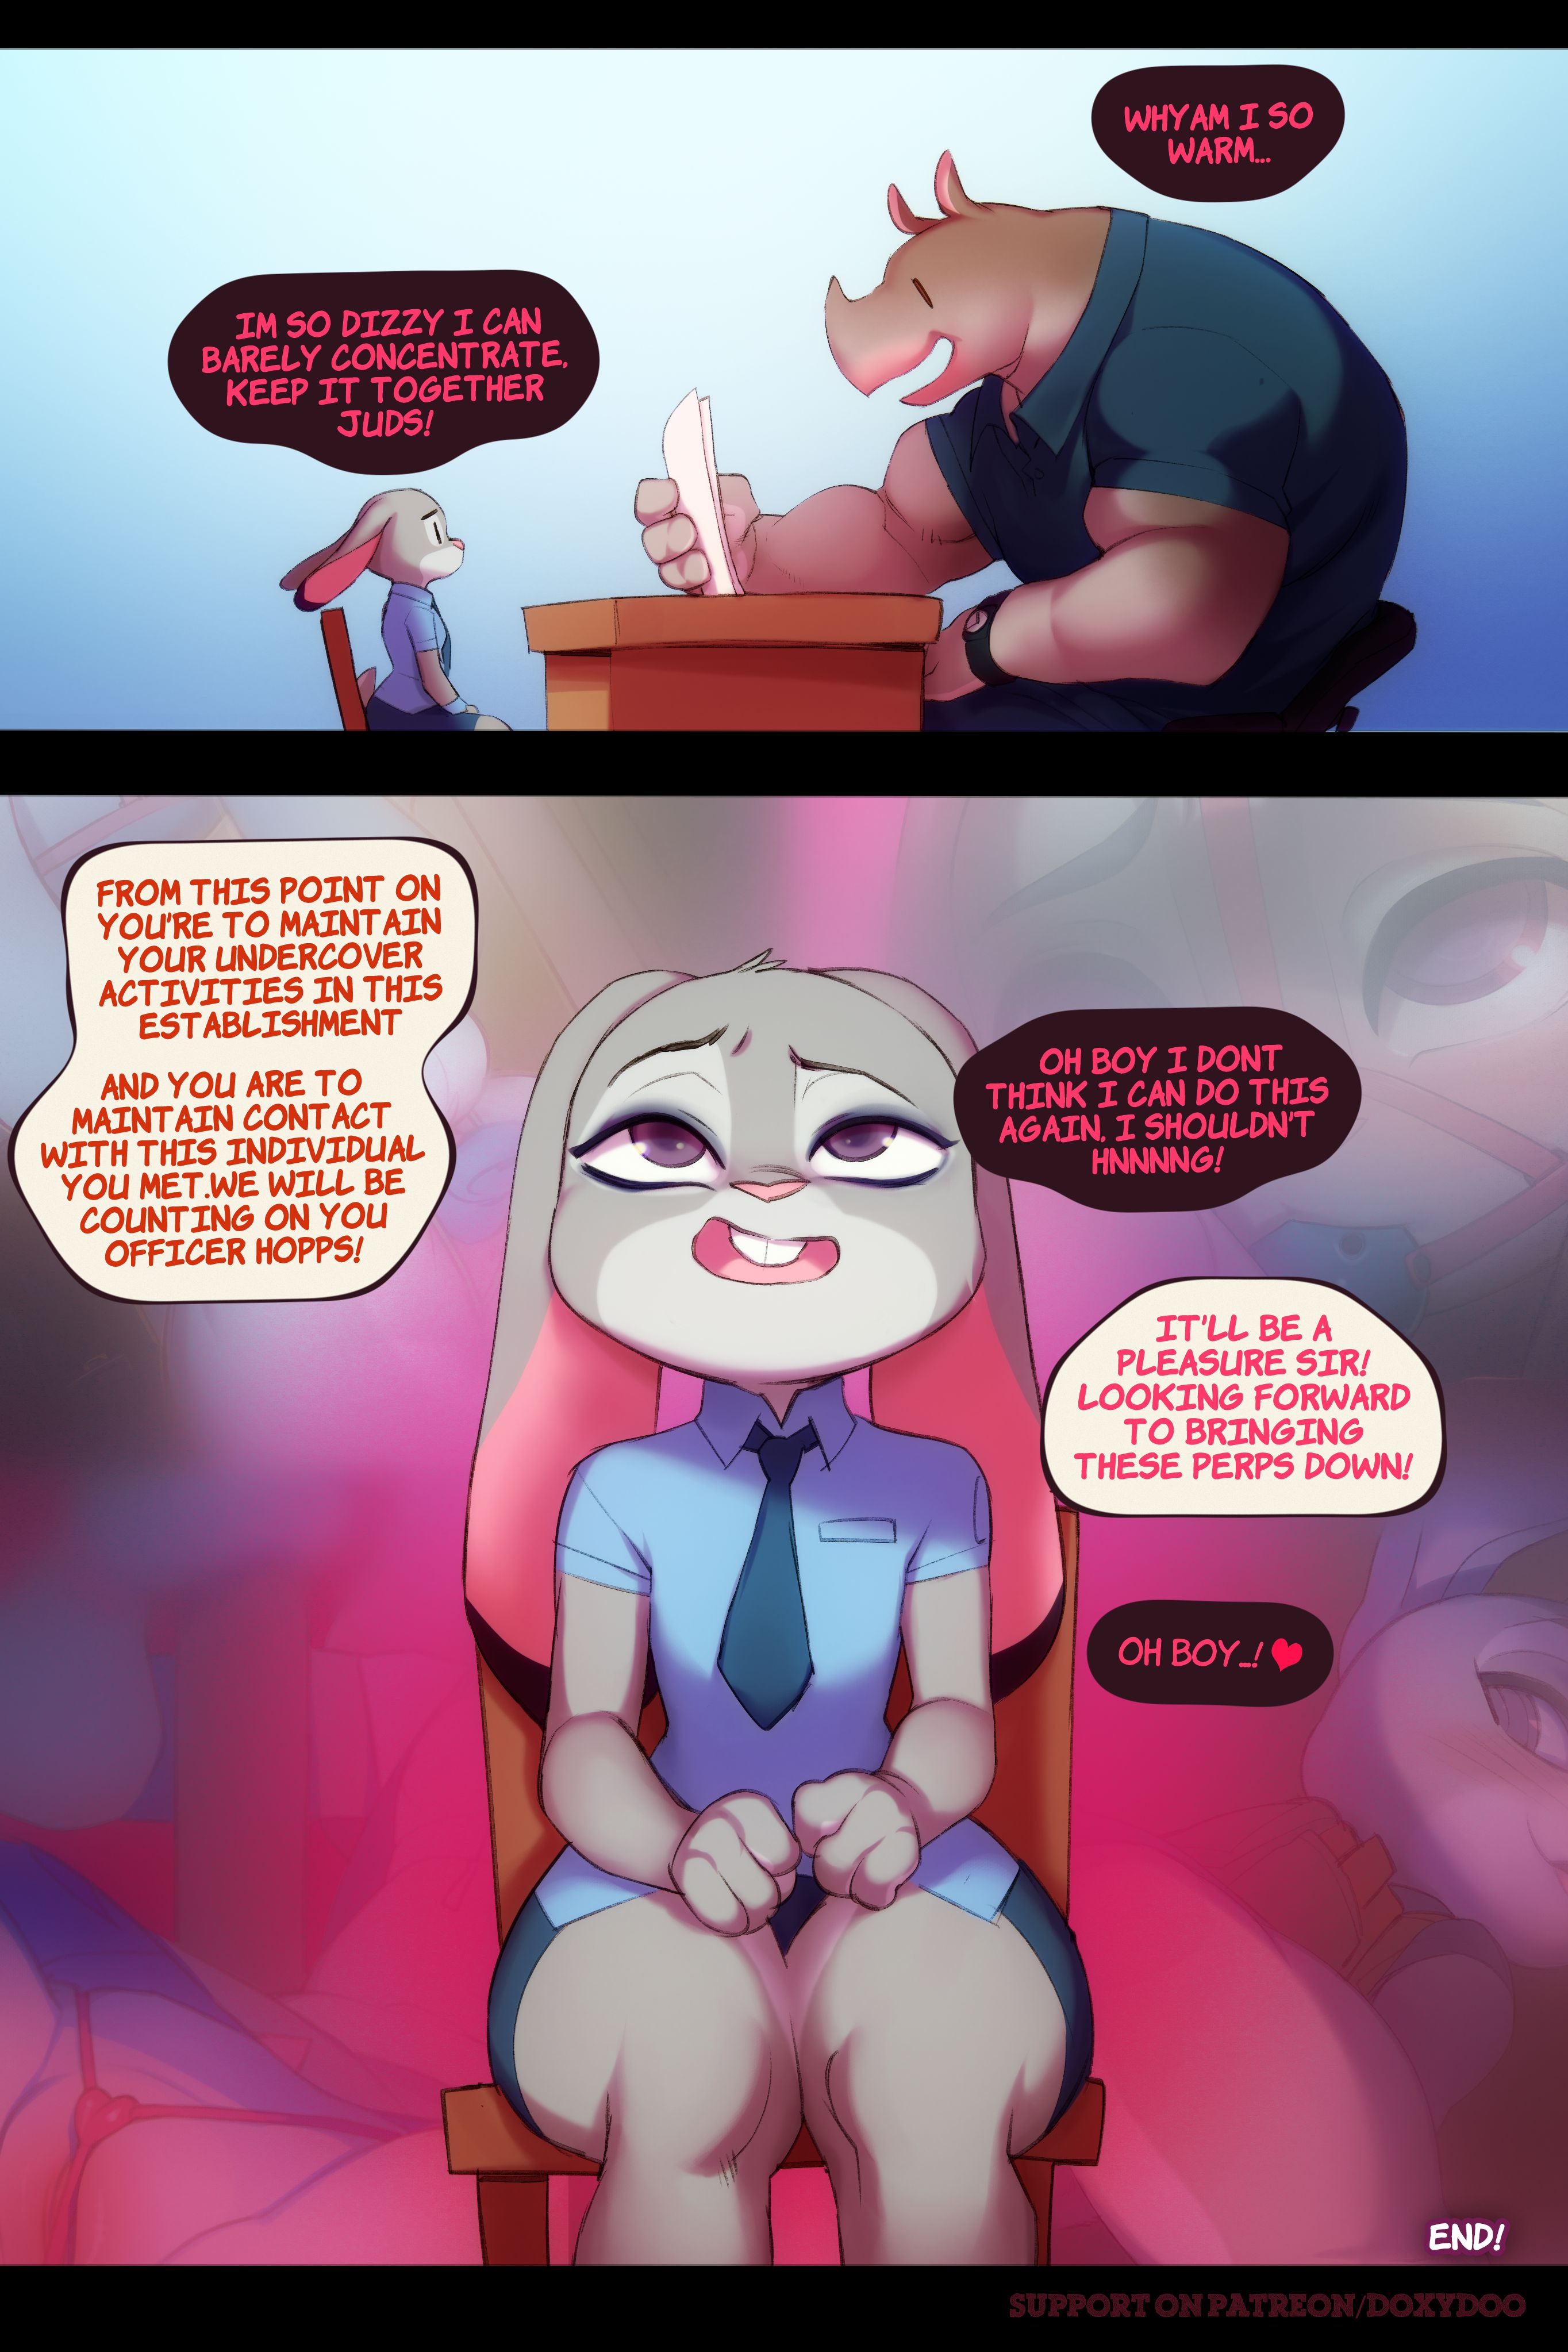 WHYAM I SO
WARM...
IM SO DIZZY I CAN
BARELY CONCENTRATE,
KEEP IT TOGETHER
JUDS!
FROM THIS POINT ON
YOU'RE TO MAINTAIN
YOUR UNDERCOVER
ACTIVITIES IN THIS
ESTABLISHMENT
AND YOU ARE TO
MAINTAIN CONTACT
WITH THIS INDIVIDUAL
YOU MET.WE WILL BE
COUNTING ON YOU
OFFICER HOPPS!
OH BOY I DONT
THINK I CAN DO THIS
AGAIN, I SHOULDN'T
HNNNNG!
IT'LL BE A
PLEASURE SIR!
LOOKING FORWARD
TO BRINGING
THESE PERPS DOWN!
OH BOY...! ♥
END!
SUPPORT ON PATREON/DOXYDOO